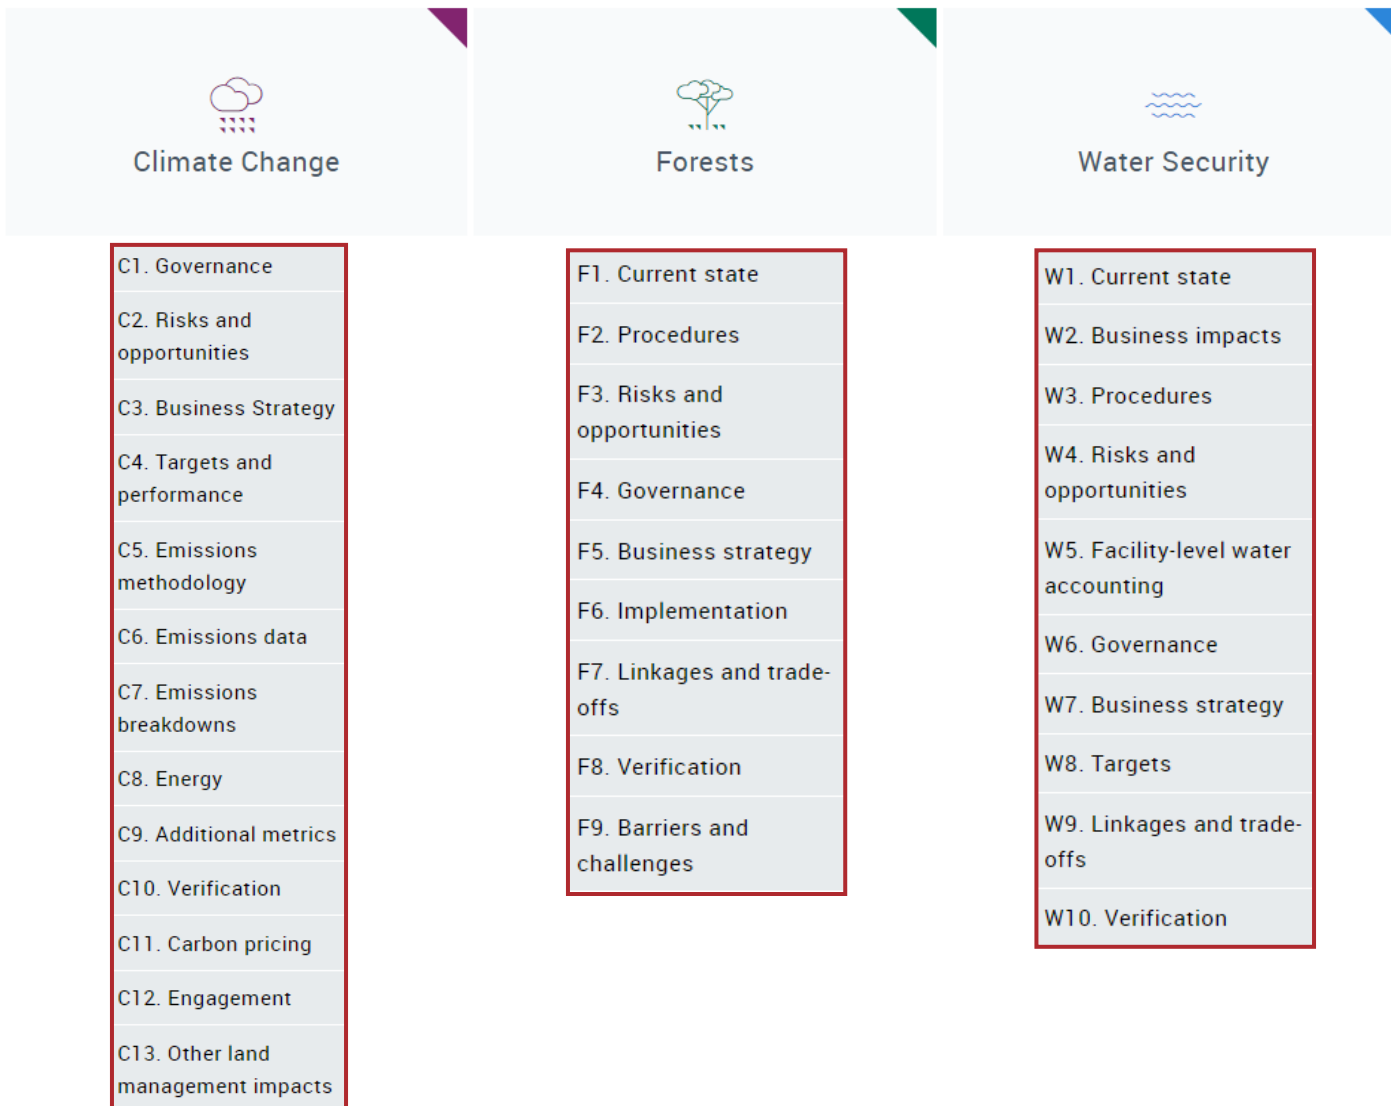 Climate Change
C1. Governance
C2. Risks and
opportunities
C3. Business Strategy
C4. Targets and
performance
C5. Emissions
methodology
C6. Emissions data
C7. Emissions
breakdowns
C8. Energy
C9. Additional metrics
C10. Verification
C11. Carbon pricing
C12. Engagement
C13. Other land
management impacts
Forests
F1. Current state
F2. Procedures
F3. Risks and
opportunities
F4. Governance
F5. Business strategy
F6. Implementation
F7. Linkages and trade-
offs
F8. Verification
F9. Barriers and
challenges
Water Security
W1. Current state
W2. Business impacts
W3. Procedures
W4. Risks and
opportunities
W5. Facility-level water
accounting
W6. Governance
W7. Business strategy
W8. Targets
W9. Linkages and trade-
offs
W10. Verification